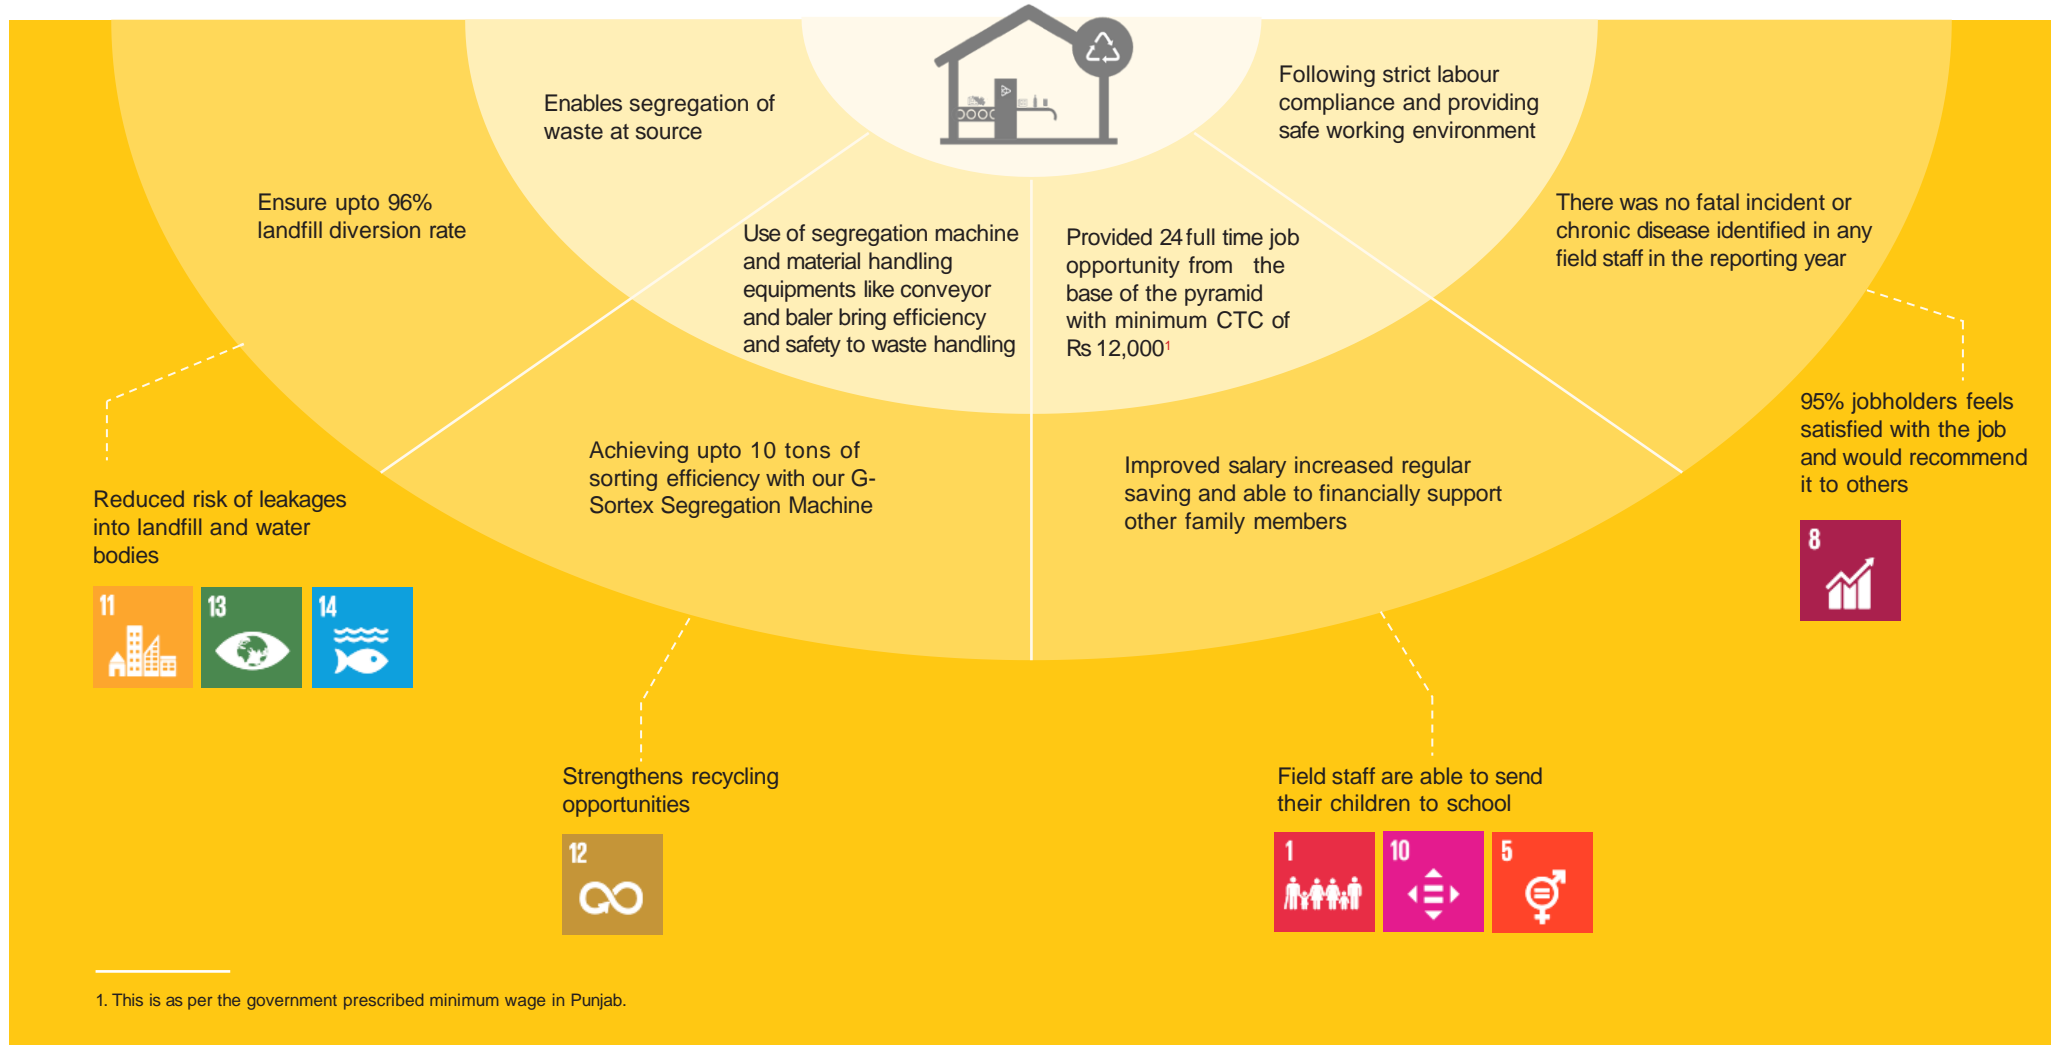 Enables segregation of
waste at source
Following strict labour
compliance and providing
safe working environment
Ensure upto 96%
landfill diversion rate
Use of segregation machine
and material handling
equipments like conveyor
and baler bring efficiency
and safety to waste handling
Provided 24 full time job
opportunity from the
base of the pyramid
with minimum CTC of
Rs 12,000¹
There was no fatal incident or
chronic disease identified in any
field staff in the reporting year
Achieving upto 10 tons of
sorting efficiency with our G-
Sortex Segregation Machine
Improved salary increased regular
saving and able to financially support
other family members
95% jobholders feels
satisfied with the job
and would recommend
it to others
8
Reduced risk of leakages
into landfill and water
bodies
11
13
14
Strengthens recycling
opportunities
12
Field staff are able to send
their children to school
1
10
5
1. This is as per the government prescribed minimum wage in Punjab.